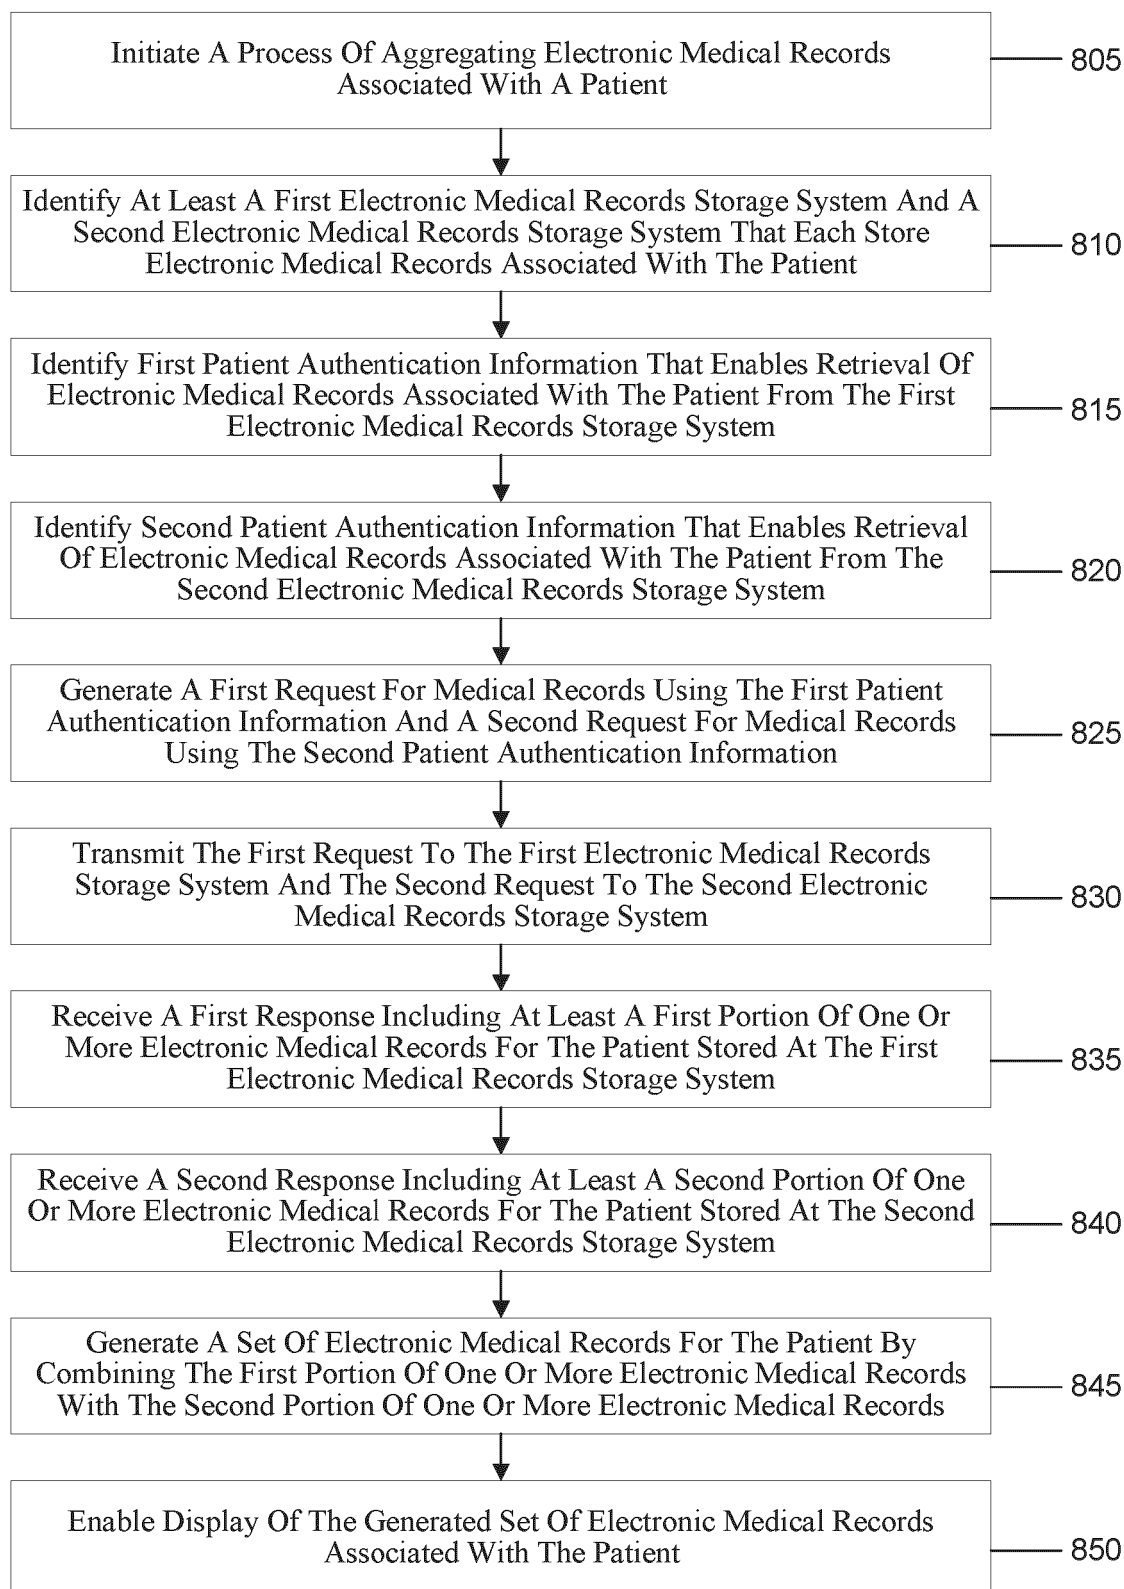 Initiate A Process Of Aggregating Electronic Medical Records
Associated With A Patient
805
Identify At Least A First Electronic Medical Records Storage System And A
Second Electronic Medical Records Storage System That Each Store
Electronic Medical Records Associated With The Patient
810
Identify First Patient Authentication Information That Enables Retrieval Of
Electronic Medical Records Associated With The Patient From The First
Electronic Medical Records Storage System
815
Identify Second Patient Authentication Information That Enables Retrieval
Of Electronic Medical Records Associated With The Patient From The
Second Electronic Medical Records Storage System
820
Generate A First Request For Medical Records Using The First Patient
Authentication Information And A Second Request For Medical Records
Using The Second Patient Authentication Information
825
Transmit The First Request To The First Electronic Medical Records
Storage System And The Second Request To The Second Electronic
Medical Records Storage System
830
Receive A First Response Including At Least A First Portion Of One Or
More Electronic Medical Records For The Patient Stored At The First
Electronic Medical Records Storage System
835
Receive A Second Response Including At Least A Second Portion Of One
Or More Electronic Medical Records For The Patient Stored At The Second
Electronic Medical Records Storage System
840
Generate A Set Of Electronic Medical Records For The Patient By
Combining The First Portion Of One Or More Electronic Medical Records
With The Second Portion Of One Or More Electronic Medical Records
845
Enable Display Of The Generated Set Of Electronic Medical Records
Associated With The Patient
850